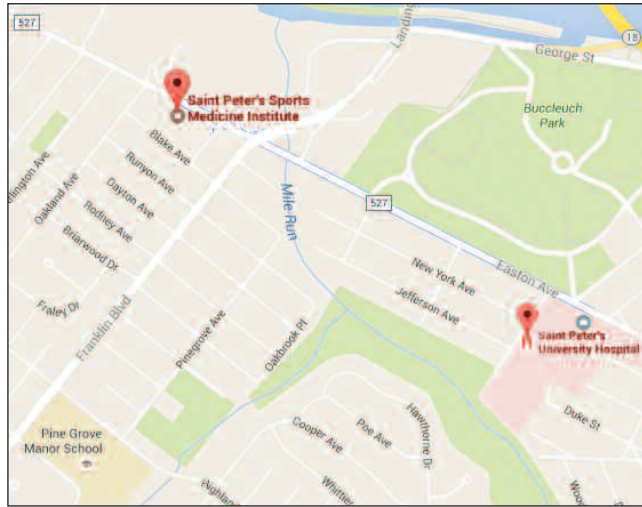 527
18
George St
Landing
Saint Peter's Sports
Medicine Institute
Buccleuch
Park
Blake Ave
Runyon Ave
Dayton Ave
Rodney Ave
Briarwood Dr
Oakland Ave
Fraley Dr
Franklin Blvd
Mile Run
527
Easton Ave
New York Ave
Jefferson Ave
Saint Peter's
University Hospital
Pinegrove Ave
Oakbrook Pl
Duke St
Pine Grove
Manor School
Cooper Ave
Poe Ave
Hawthorne Dr